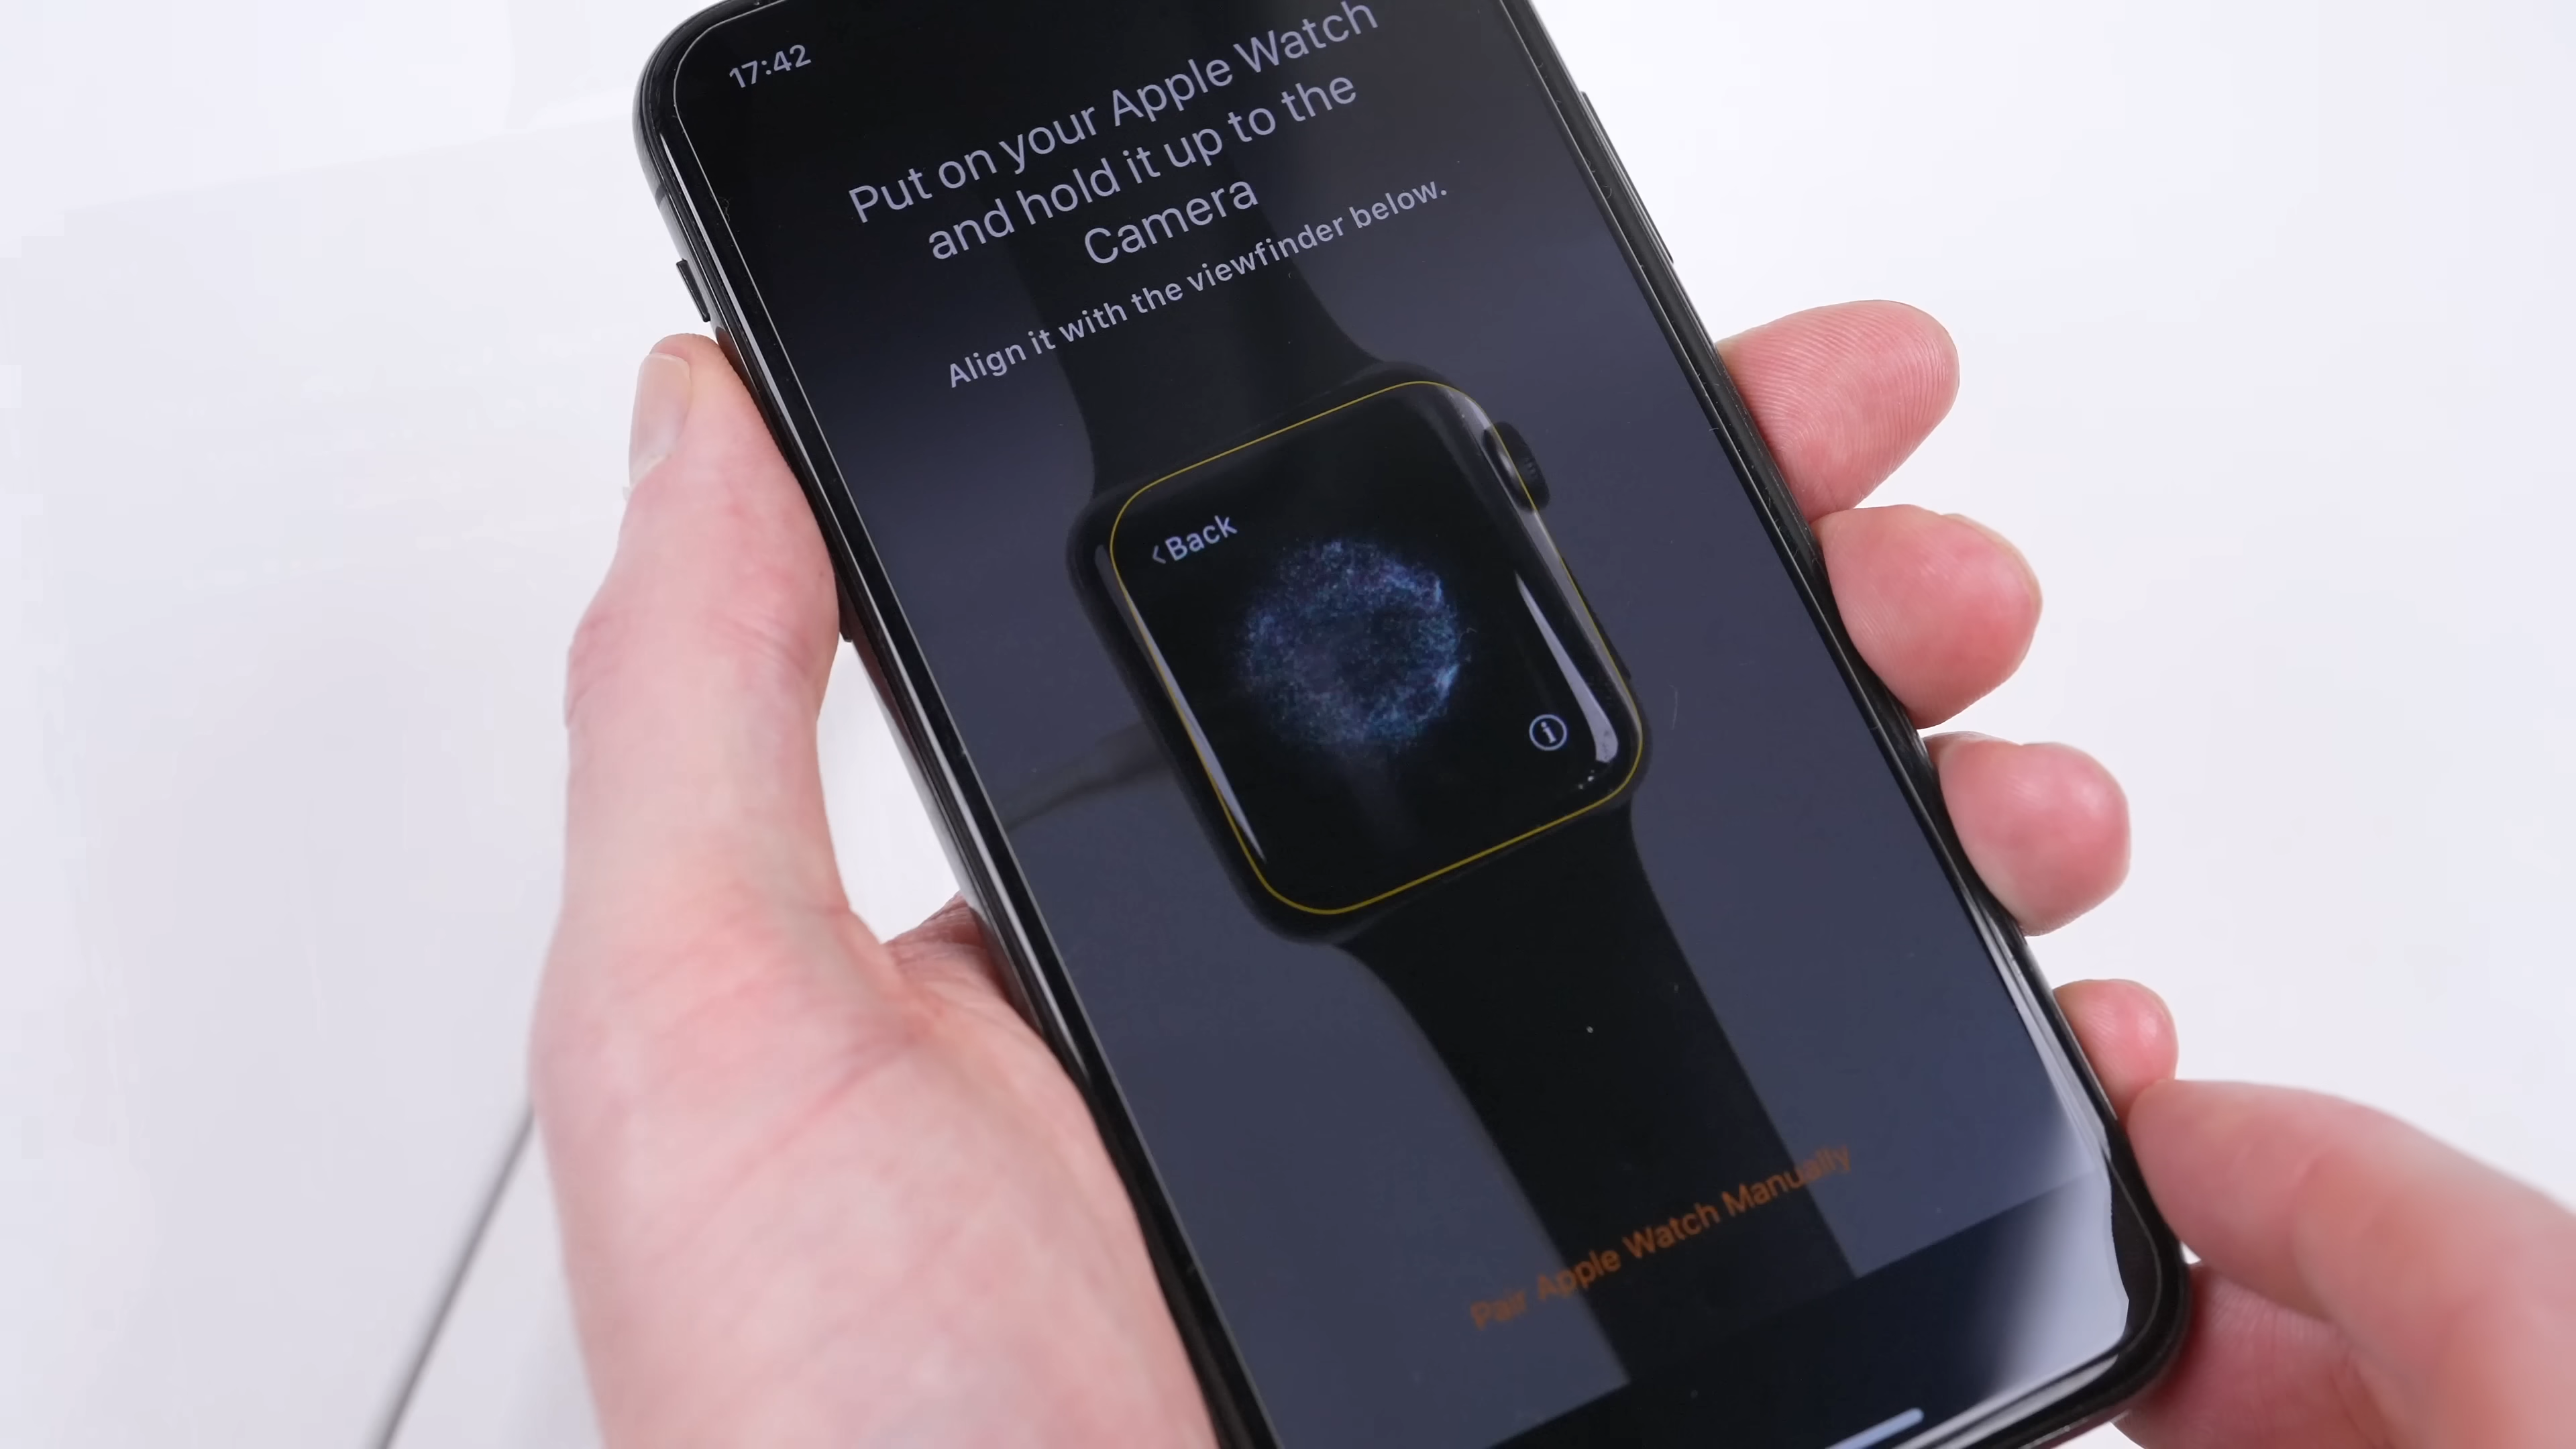 17:42
Put on your Apple Watch
and hold it up to the
Camera
Align it with the viewfinder below.
Back
Pair Apple Watch Manually